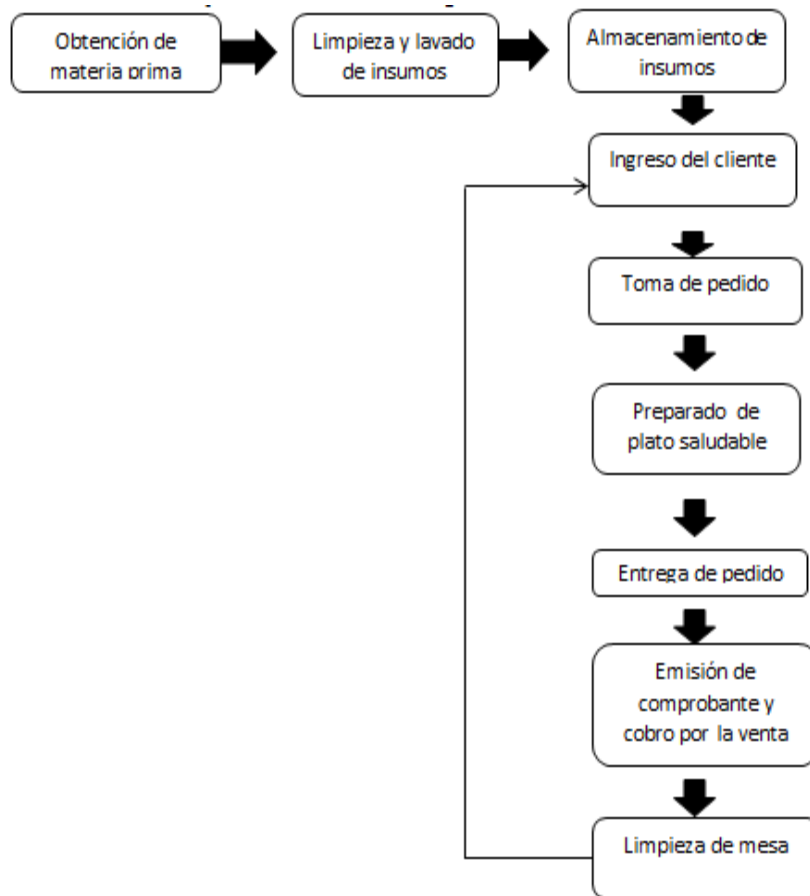 Obtención de
materia prima
Limpieza y lavado
de insumos
Almacenamiento de
insumos
Ingreso del cliente
Toma de pedido
Preparado de
plato saludable
Entrega de pedido
Emisión de
comprobante y
cobro por la venta
Limpieza de mesa